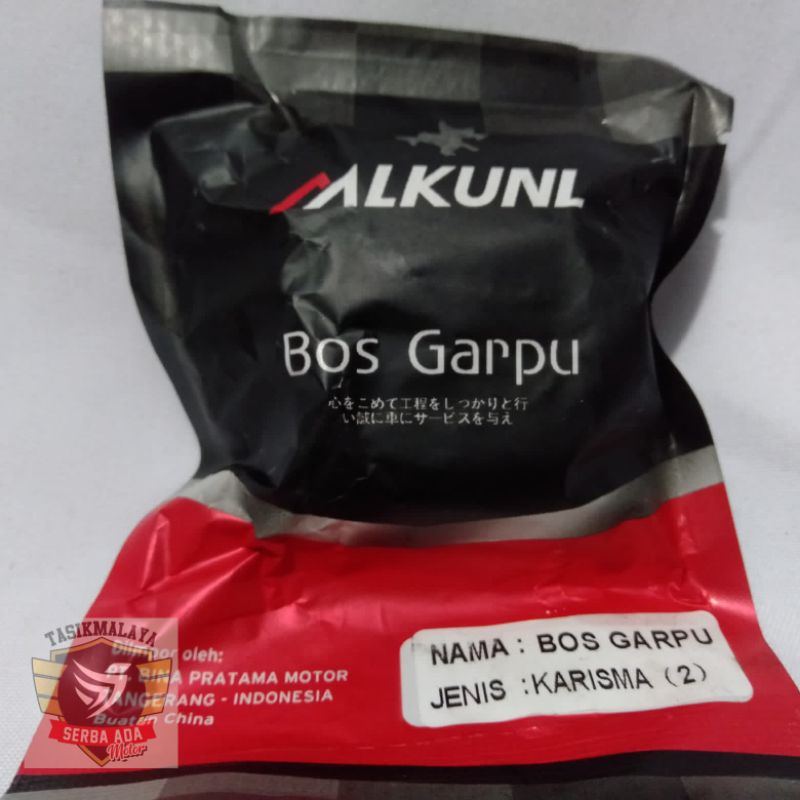 ALKUNL
Bos Garpu
心をこめて工程をしっかりと行
い誠に車にサービスを与え
NAMA : BOS GARPU
JENIS : KARISMA (2)
Diimpor oleh:
PT. BINA PRATAMA MOTOR
TANGERANG - INDONESIA
Buatan China
TASIKMALAYA
SERBA ADA
Motor